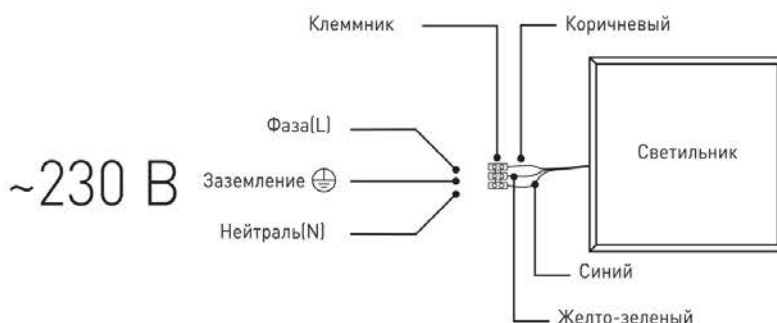 Клеммник
Коричневый
Фаза(L)
~230 В
Заземление
Нейтраль(N)
Светильник
Синий
Желто-зеленый